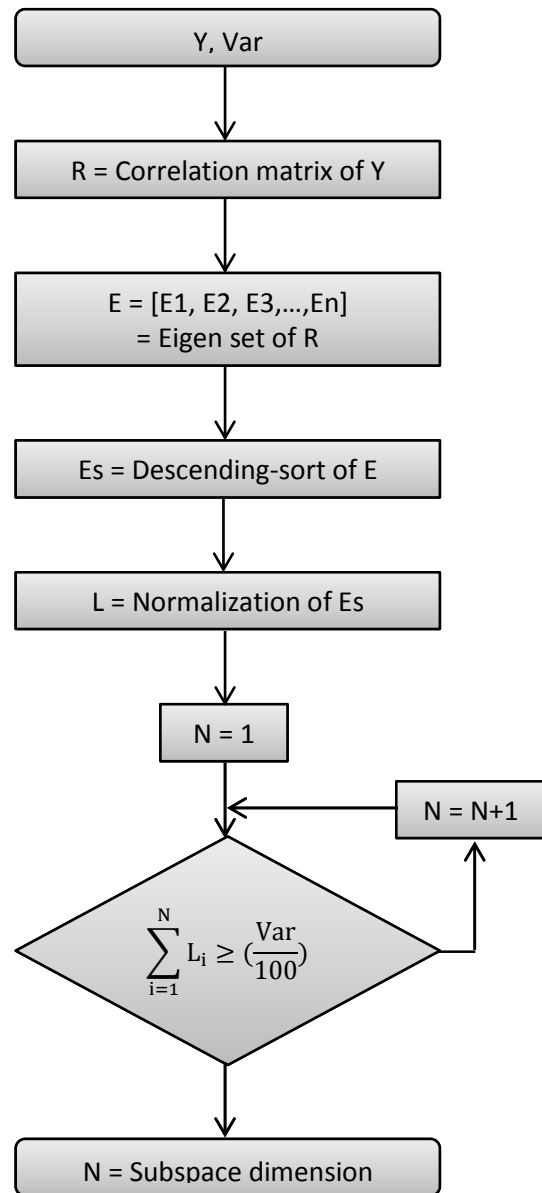 Y, Var
R = Correlation matrix of Y
E = [E1, E2, E3,...,En]
= Eigen set of R
Es = Descending-sort of E
L = Normalization of Es
N = 1
N = N+1
∑_{i=1}^{N} L_i ≥ (Var/100)
N = Subspace dimension